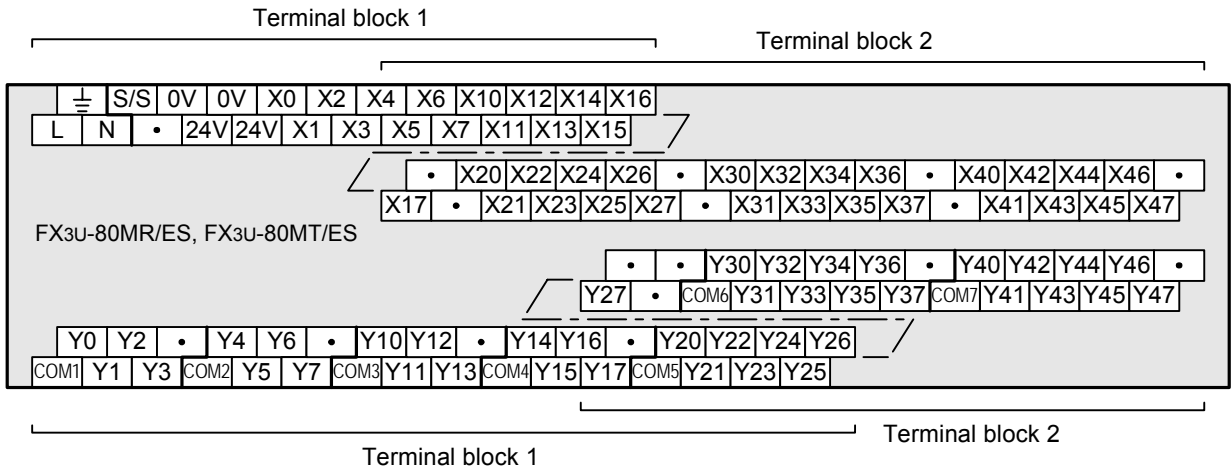 Terminal block 1
Terminal block 2
S/S 0V 0V X0 X2 X4 X6 X10 X12 X14 X16
L N • 24V 24V X1 X3 X5 X7 X11 X13 X15
• X20 X22 X24 X26 • X30 X32 X34 X36 • X40 X42 X44 X46 •
X17 • X21 X23 X25 X27 • X31 X33 X35 X37 • X41 X43 X45 X47
FX3U-80MR/ES, FX3U-80MT/ES
• • Y30 Y32 Y34 Y36 • Y40 Y42 Y44 Y46 •
Y27 • COM6 Y31 Y33 Y35 Y37 COM7 Y41 Y43 Y45 Y47
Y0 Y2 • Y4 Y6 • Y10 Y12 • Y14 Y16 • Y20 Y22 Y24 Y26
COM1 Y1 Y3 COM2 Y5 Y7 COM3 Y11 Y13 COM4 Y15 Y17 COM5 Y21 Y23 Y25
Terminal block 2
Terminal block 1